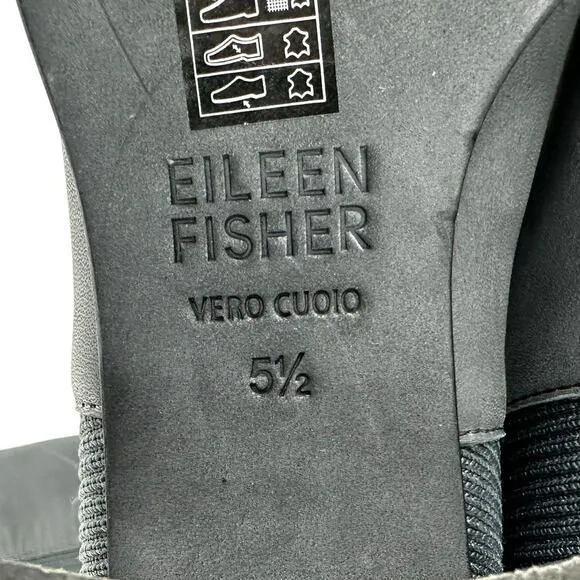 EILEEN
FISHER
VERO CUOIO
5½